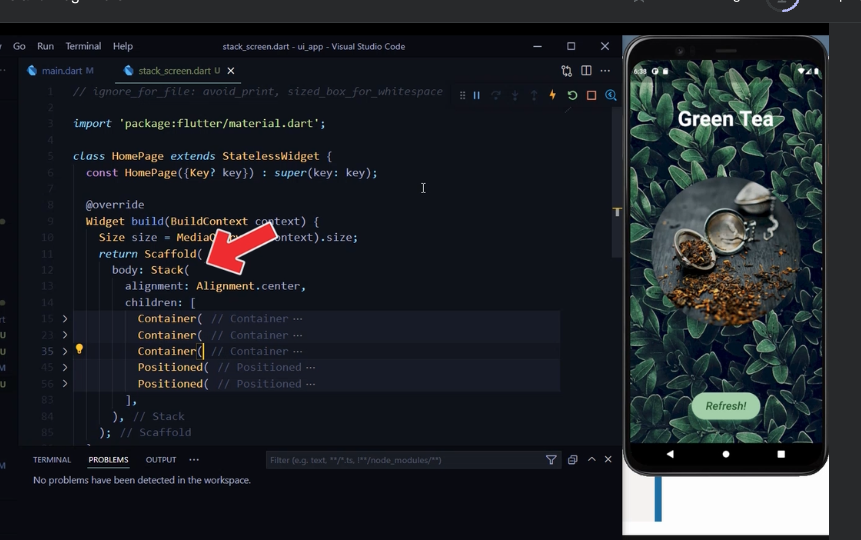 Go Run Terminal Help stack_screen.dart - ui_app - Visual Studio Code
main.dart M stack_screen.dart U
1 // ignore_for_file: avoid_print, sized_box_for_whitespace
2
3 import 'package:flutter/material.dart';
4
5 class HomePage extends StatelessWidget {
6 const HomePage({Key? key}) : super(key: key);
7
8 @override
9 Widget build(BuildContext context) {
10 Size size = context).size;
11 return Scaffold(
12 body: Stack(
13 alignment: Alignment.center,
14 children: [
15 Container( // Container ...
23 Container( // Container ...
35 Container( // Container ...
45 Positioned( // Positioned ...
56 Positioned( // Positioned ...
83 ],
84 ), // Stack
85 ); // Scaffold
TERMINAL PROBLEMS OUTPUT ...
Filter (e.g. text, **/*.ts, !**/node_modules/**)
No problems have been detected in the workspace.
Green Tea
Refresh!